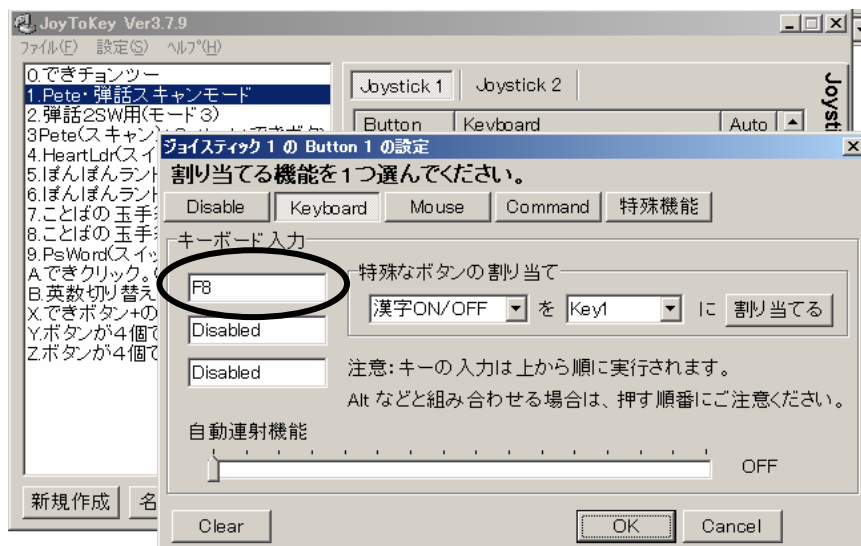 JoyToKey Ver3.7.9
ファイル(F) 設定(S) ヘルプ(H)
0.できチョンツー
1.Pete・弾話スキャンモード
2.弾話2SW用(モード3)
3Pete(スキャン)
4.HeartLdr(スイ
5.ぽんぽんラント
6.ぽんぽんラント
7.ことばの玉手
8.ことばの玉手
9.PsWord(スイッ
A.できクリック。
B.英数切り替え
X.できボタン+の
Y.ボタンが4個で
Z.ボタンが4個で
新規作成 名
Joystick 1 Joystick 2
Button Keyboard Auto
Joyst
ジョイスティック 1 の Button 1 の設定
割り当てる機能を1つ選んでください。
Disable Keyboard Mouse Command 特殊機能
キーボード入力
F8
Disabled
Disabled
特殊なボタンの割り当て
漢字ON/OFF を Key1 に 割り当てる
注意:キーの入力は上から順に実行されます。
Alt などと組み合わせる場合は、押す順番にご注意ください。
自動連射機能
OFF
Clear OK Cancel